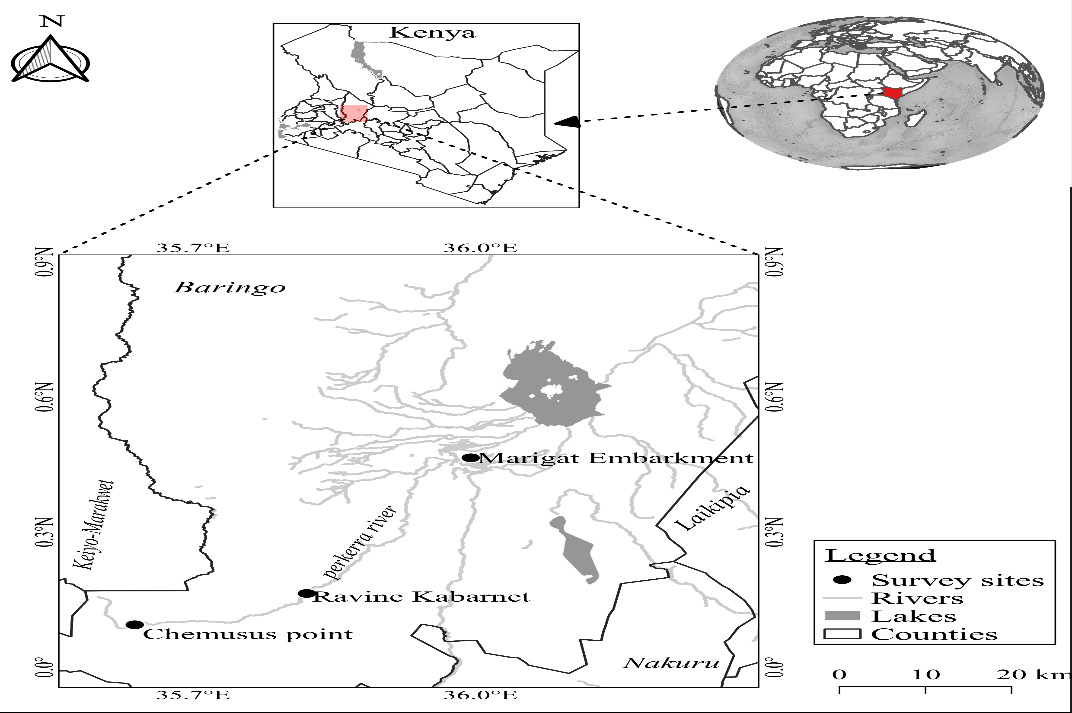 N
Kenya
35.7°E 36.0°E
0.9°N 0.9°N
Baringo
0.6°N 0.6°N
Marigat Embarkment
Keiyo-Marakwet
perkerra river
Laikipia
0.3°N 0.3°N
Ravine Kabarnet
Chemusus point
Nakuru
0.0° 0.0°
35.7°E 36.0°E
Legend
Survey sites
Rivers
Lakes
Counties
0 10 20 km